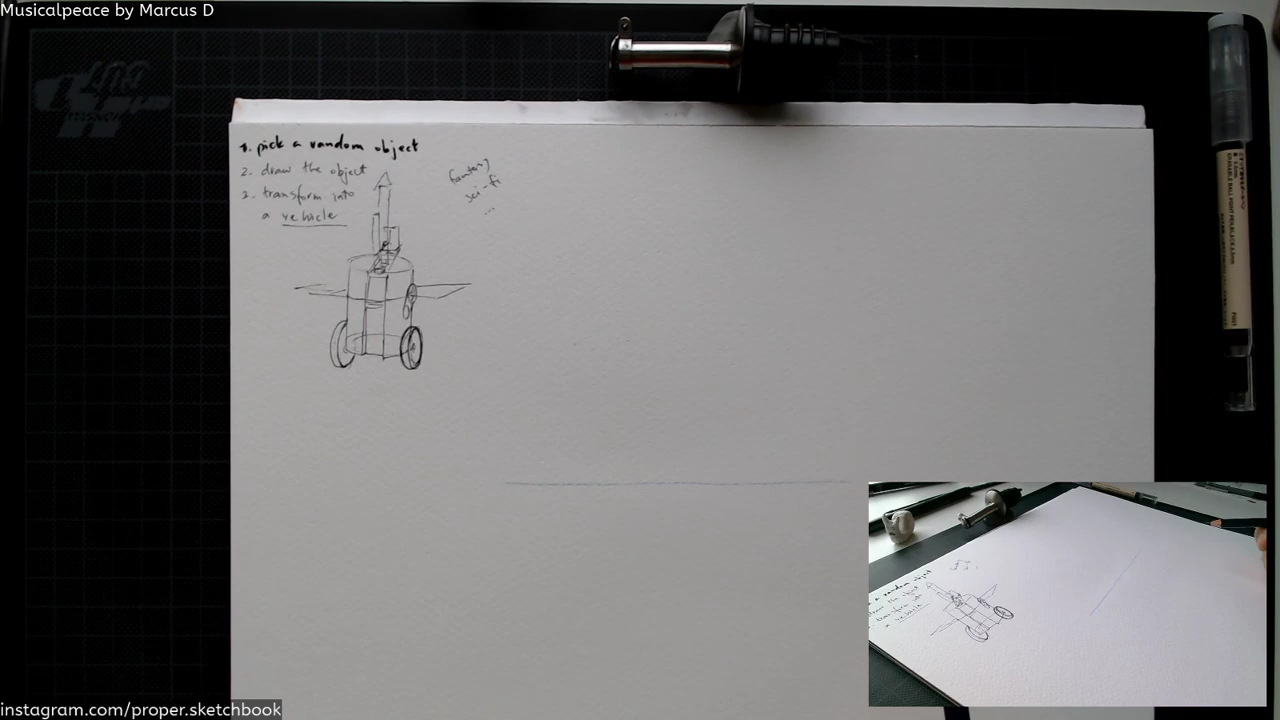 Musicalpeace by Marcus D
1. pick a random object
2. draw the object
3. transform into
a vehicle
fantasy
sci-fi
...
instagram.com/proper.sketchbook